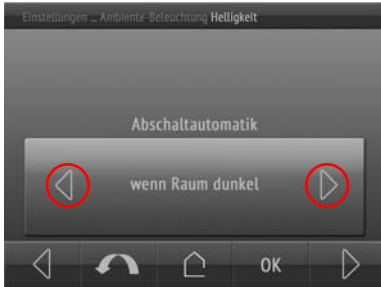 Einstellungen ... Ambiente-Beleuchtung Helligkeit
Abschaltautomatik
wenn Raum dunkel
OK